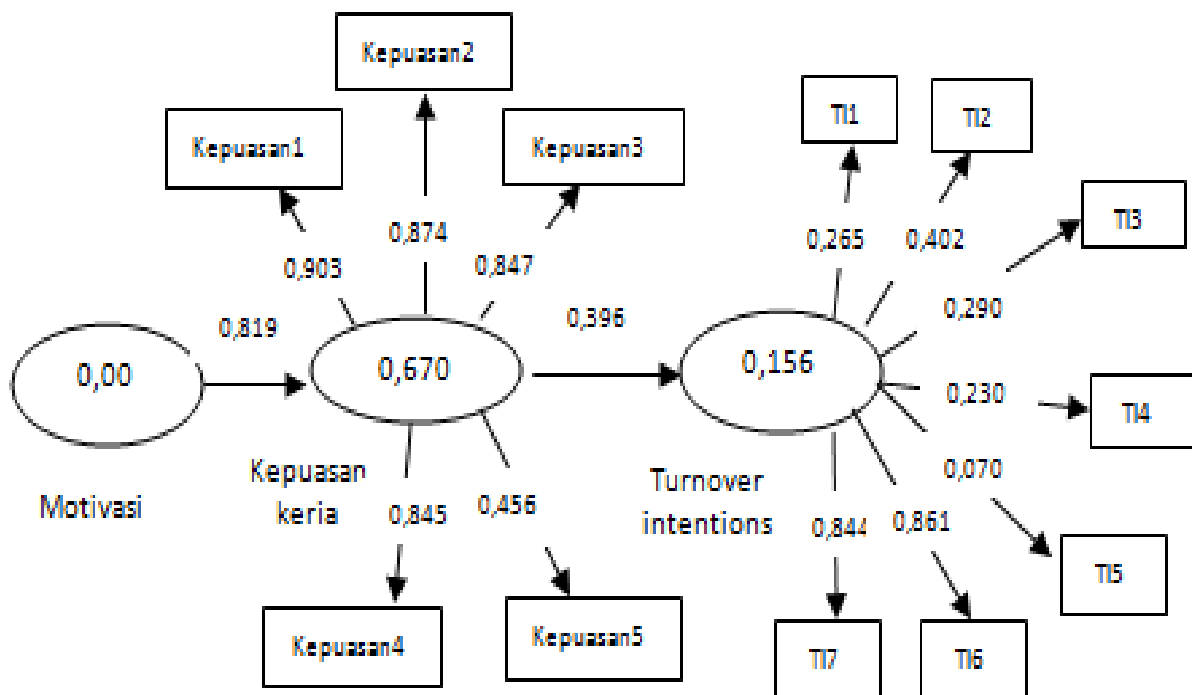 Kepuasan2
Kepuasan1
Kepuasan3
TI1
TI2
TI3
0,874
0,265
0,402
0,903
0,847
0,290
0,819
0,396
0,00
0,670
0,156
0,230
TI4
Kepuasan
keria
Turnover
intentions
0,070
Motivasi
0,845
0,456
0,844
0,861
TI5
Kepuasan4
Kepuasan5
TI7
TI6